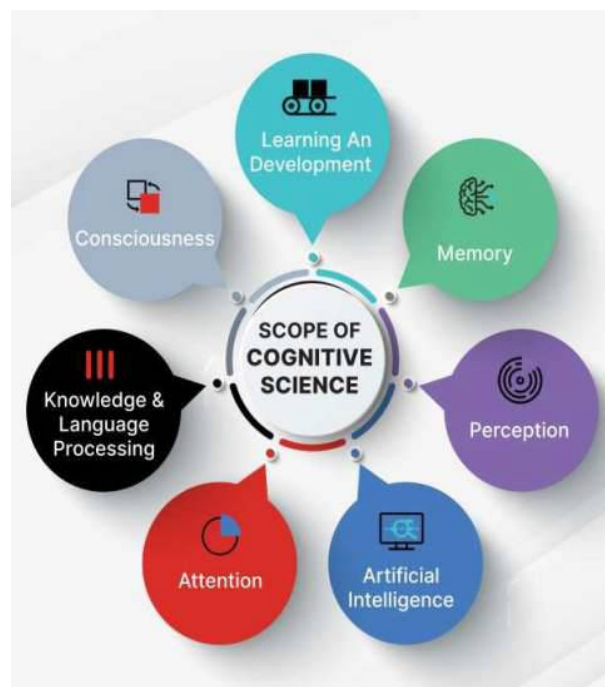 Learning An
Development
Consciousness
Memory
SCOPE OF
COGNITIVE
SCIENCE
Knowledge &
Language
Processing
Perception
Attention
Artificial
Intelligence